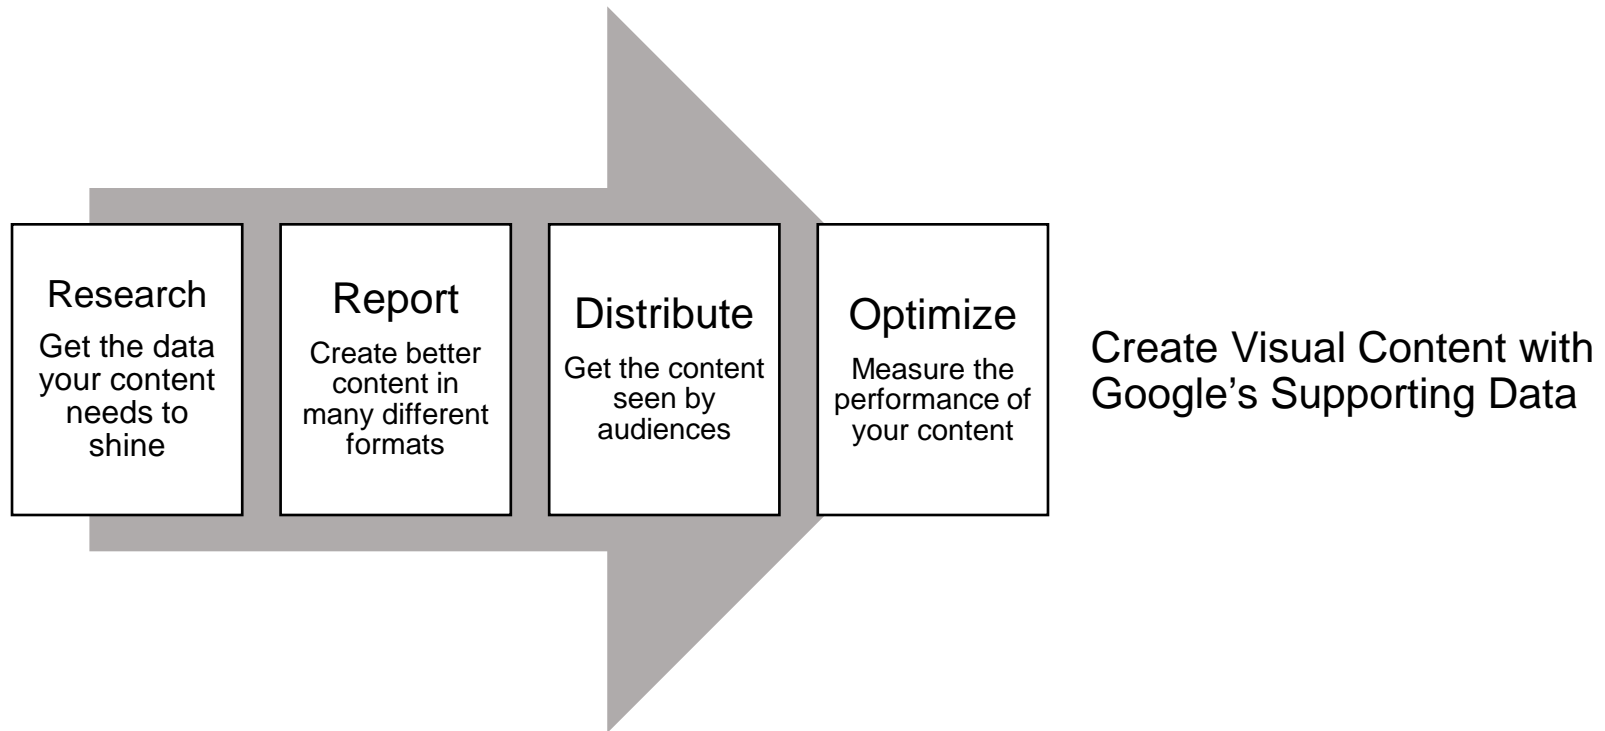 Research
Get the data
your content
needs to
shine
Report
Create better
content in
many different
formats
Distribute
Get the content
seen by
audiences
Optimize
Measure the
performance of
your content
Create Visual Content with
Google’s Supporting Data